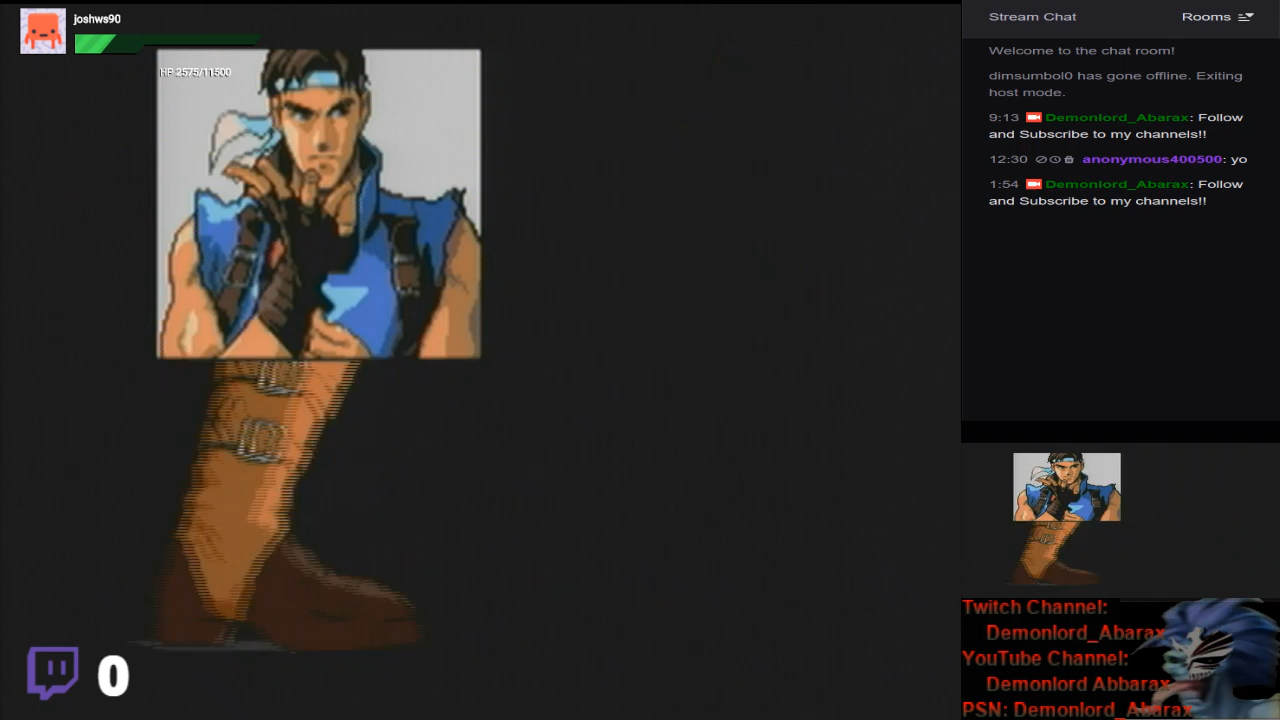 joshws90
HP 2575/11500
0
Stream Chat
Rooms
Welcome to the chat room!
dimsumbol0 has gone offline. Exiting
host mode.
9:13 Demonlord_Abarax: Follow
and Subscribe to my channels!!
12:30 anonymous400500: yo
1:54 Demonlord_Abarax: Follow
and Subscribe to my channels!!
Twitch Channel:
Demonlord_Abarax
YouTube Channel:
Demonlord Abbarax
PSN: Demonlord_Abarax